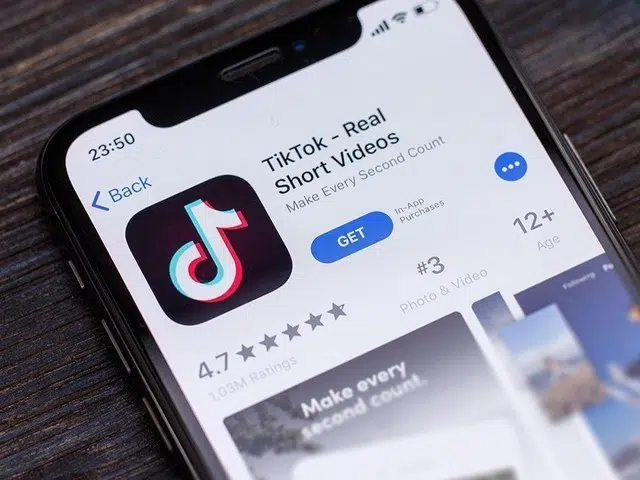 23:50
Back
TikTok - Real
Short Videos
Make Every Second Count
GET
In-App
Purchases
4.7
1,03M Ratings
#3
Photo & Video
12+
Age
Make every
second count.
Following